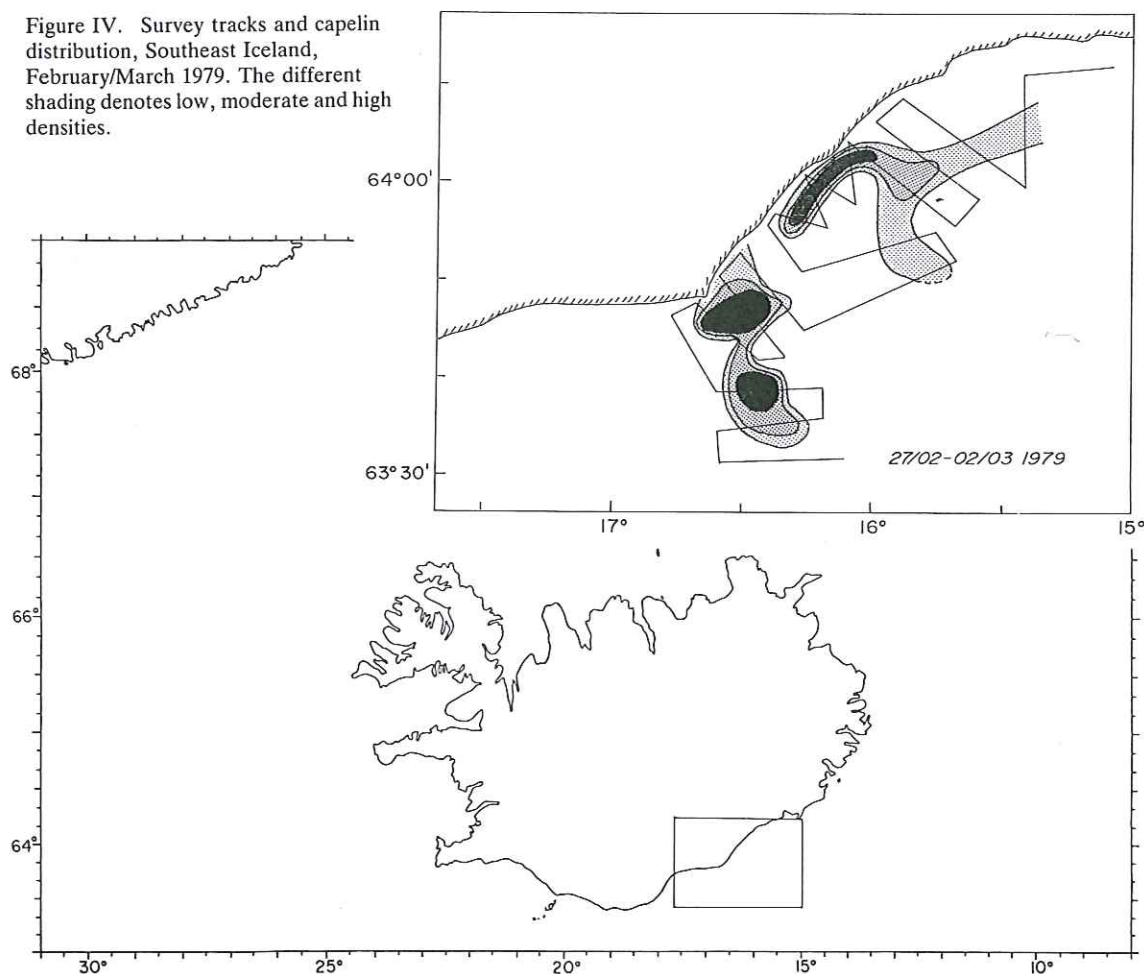 Figure IV. Survey tracks and capelin
distribution, Southeast Iceland,
February/March 1979. The different
shading denotes low, moderate and high
densities.
64°00'
63°30'
27/02-02/03 1979
17°
16°
15°
68°
66°
64°
30°
25°
20°
15°
10°